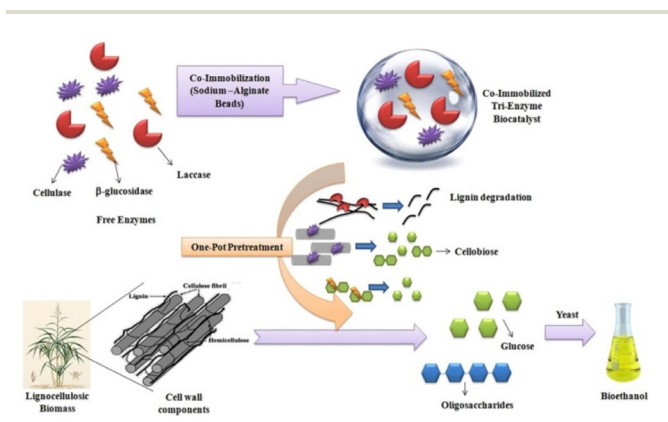 Co-Immobilization
(Sodium –Alginate
Beads)
Co-Immobilized
Tri-Enzyme
Biocatalyst
Laccase
Cellulase
β-glucosidase
Free Enzymes
Lignin degradation
One-Pot Pretreatment
Cellobiose
Lignin
Cellulose fibril
Hemicellulose
Yeast
Glucose
Lignocellulosic
Biomass
Cell wall
components
Oligosaccharides
Bioethanol